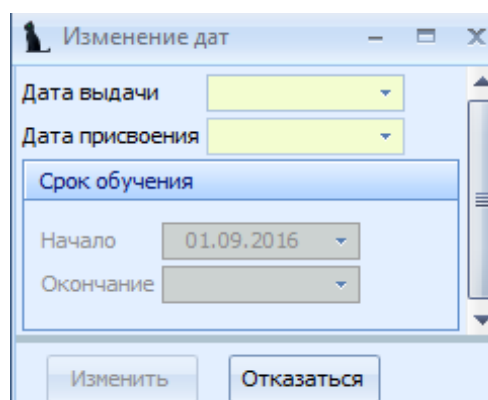 Изменение дат
Дата выдачи
Дата присвоения
Срок обучения
Начало 01.09.2016
Окончание
Изменить Отказаться